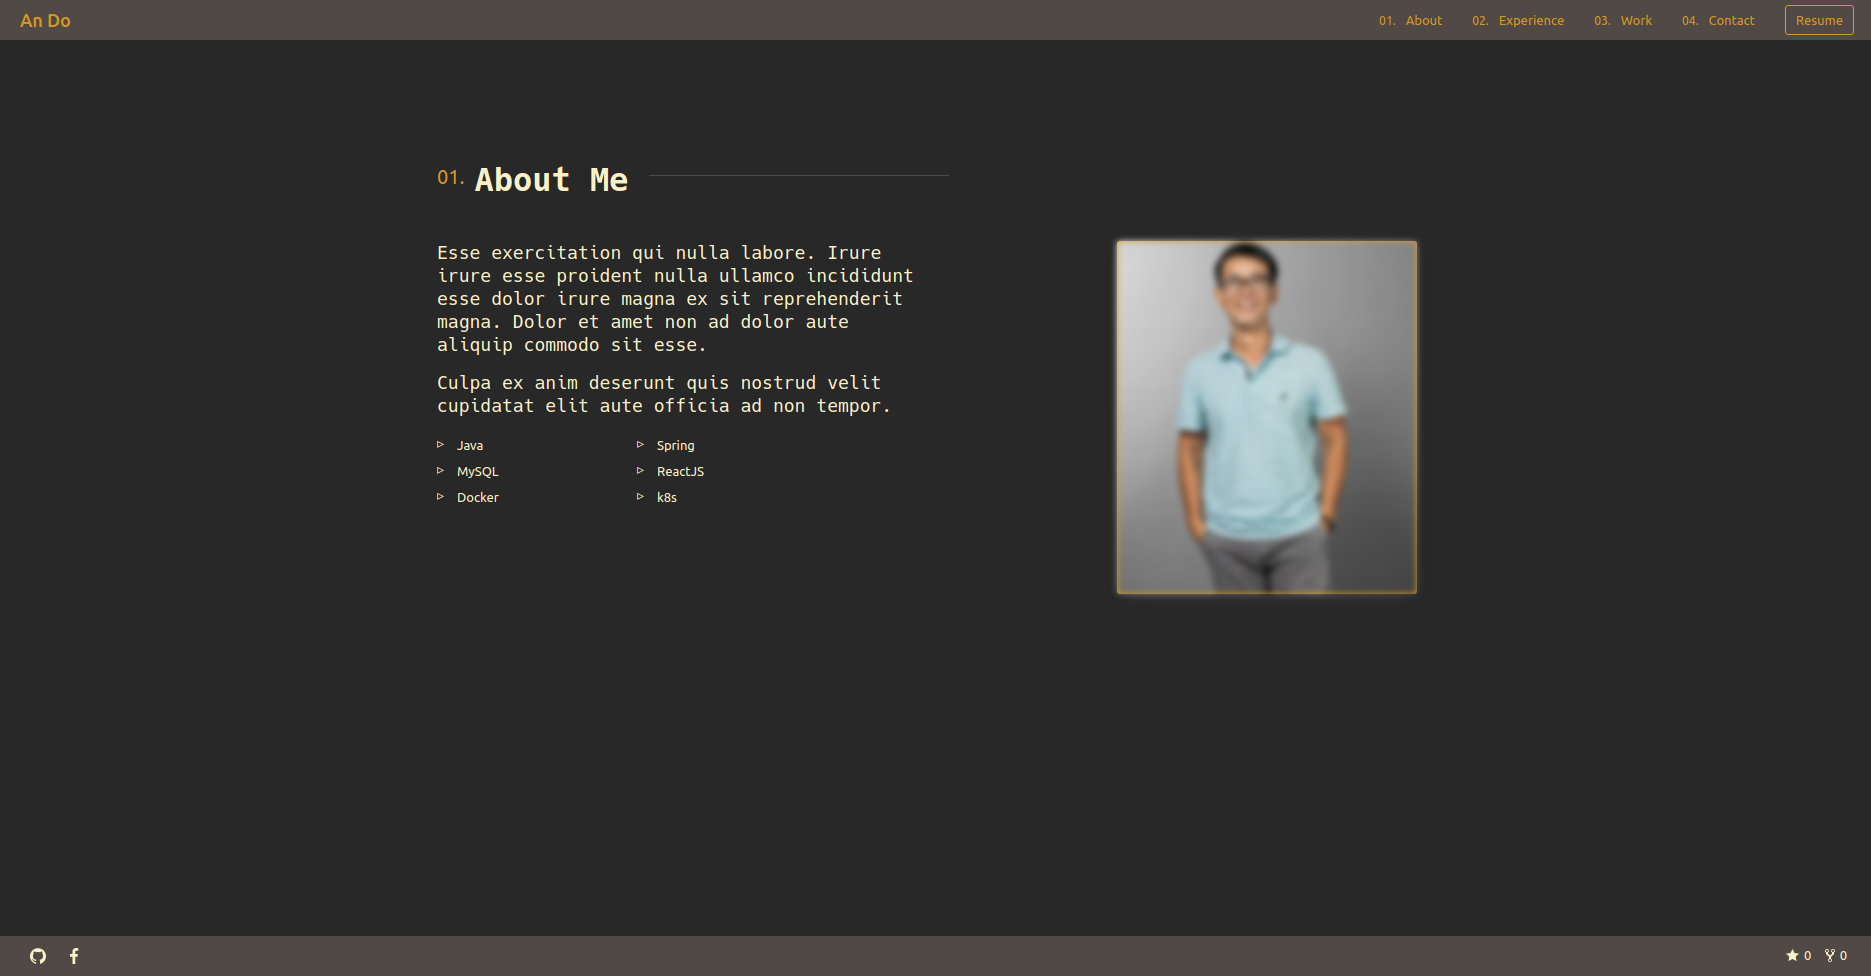 An Do
01. About 02. Experience 03. Work 04. Contact Resume
01. About Me
Esse exercitation qui nulla labore. Irure
irure esse proident nulla ullamco incididunt
esse dolor irure magna ex sit reprehenderit
magna. Dolor et amet non ad dolor aute
aliquip commodo sit esse.
Culpa ex anim deserunt quis nostrud velit
cupidatat elit aute officia ad non tempor.
Java Spring
MySQL ReactJS
Docker k8s
0 0